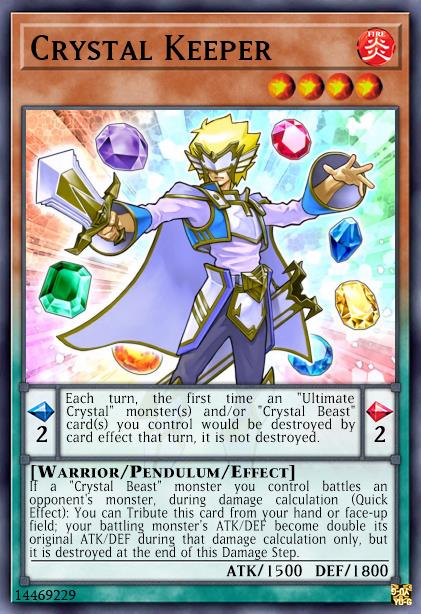 Crystal Keeper
FIRE
炎
Each turn, the first time an "Ultimate
Crystal" monster(s) and/or "Crystal Beast"
card(s) you control would be destroyed by
card effect that turn, it is not destroyed.
2
2
[Warrior/Pendulum/Effect]
If a "Crystal Beast" monster you control battles an
opponent's monster, during damage calculation (Quick
Effect): You can Tribute this card from your hand or face-up
field; your battling monster's ATK/DEF become double its
original ATK/DEF during that damage calculation only, but
it is destroyed at the end of this Damage Step.
ATK/1500 DEF/1800
14469229